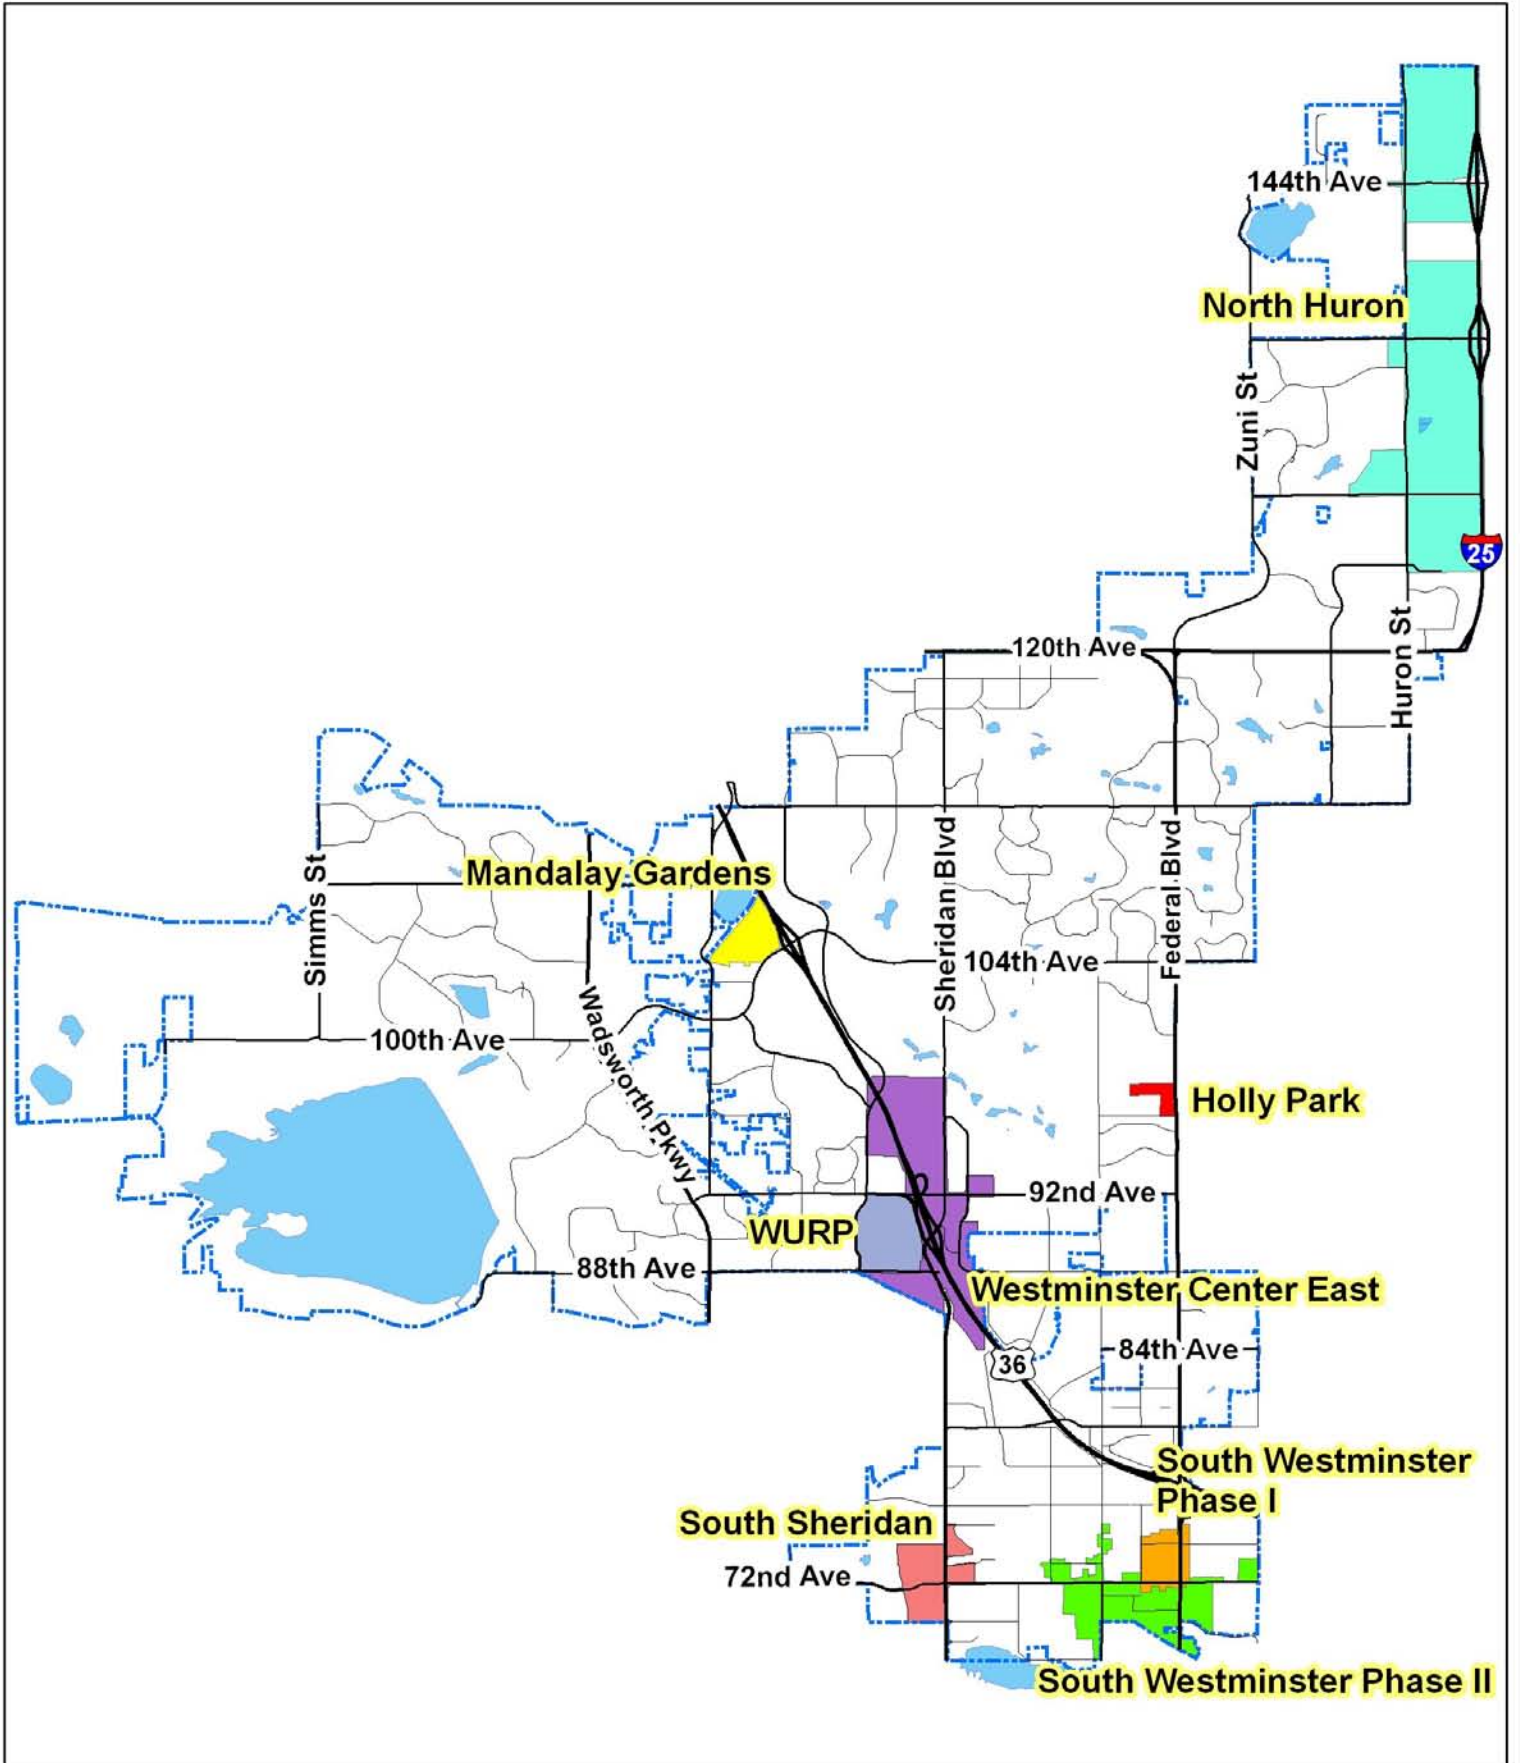 144th Ave
North Huron
Zuni St
25
Huron St
120th Ave
Mandalay Gardens
Simms St
Sheridan Blvd
Federal Blvd
104th Ave
Wadsworth Pkwy
100th Ave
Holly Park
92nd Ave
WURP
88th Ave
Westminster Center East
84th Ave
36
South Westminster
Phase I
South Sheridan
72nd Ave
South Westminster Phase II